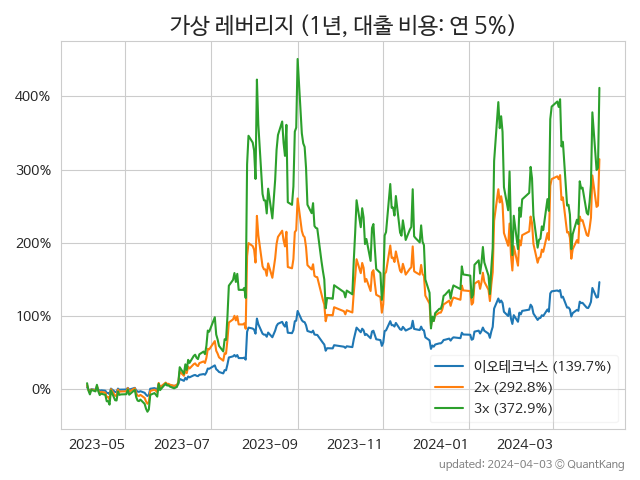 가상 레버리지 (1년, 대출 비용: 연 5%)
400%
300%
200%
100%
0%
이오테크닉스 (139.7%)
2x (292.8%)
3x (372.9%)
2023-05 2023-07 2023-09 2023-11 2024-01 2024-03
updated: 2024-04-03 © QuantKang